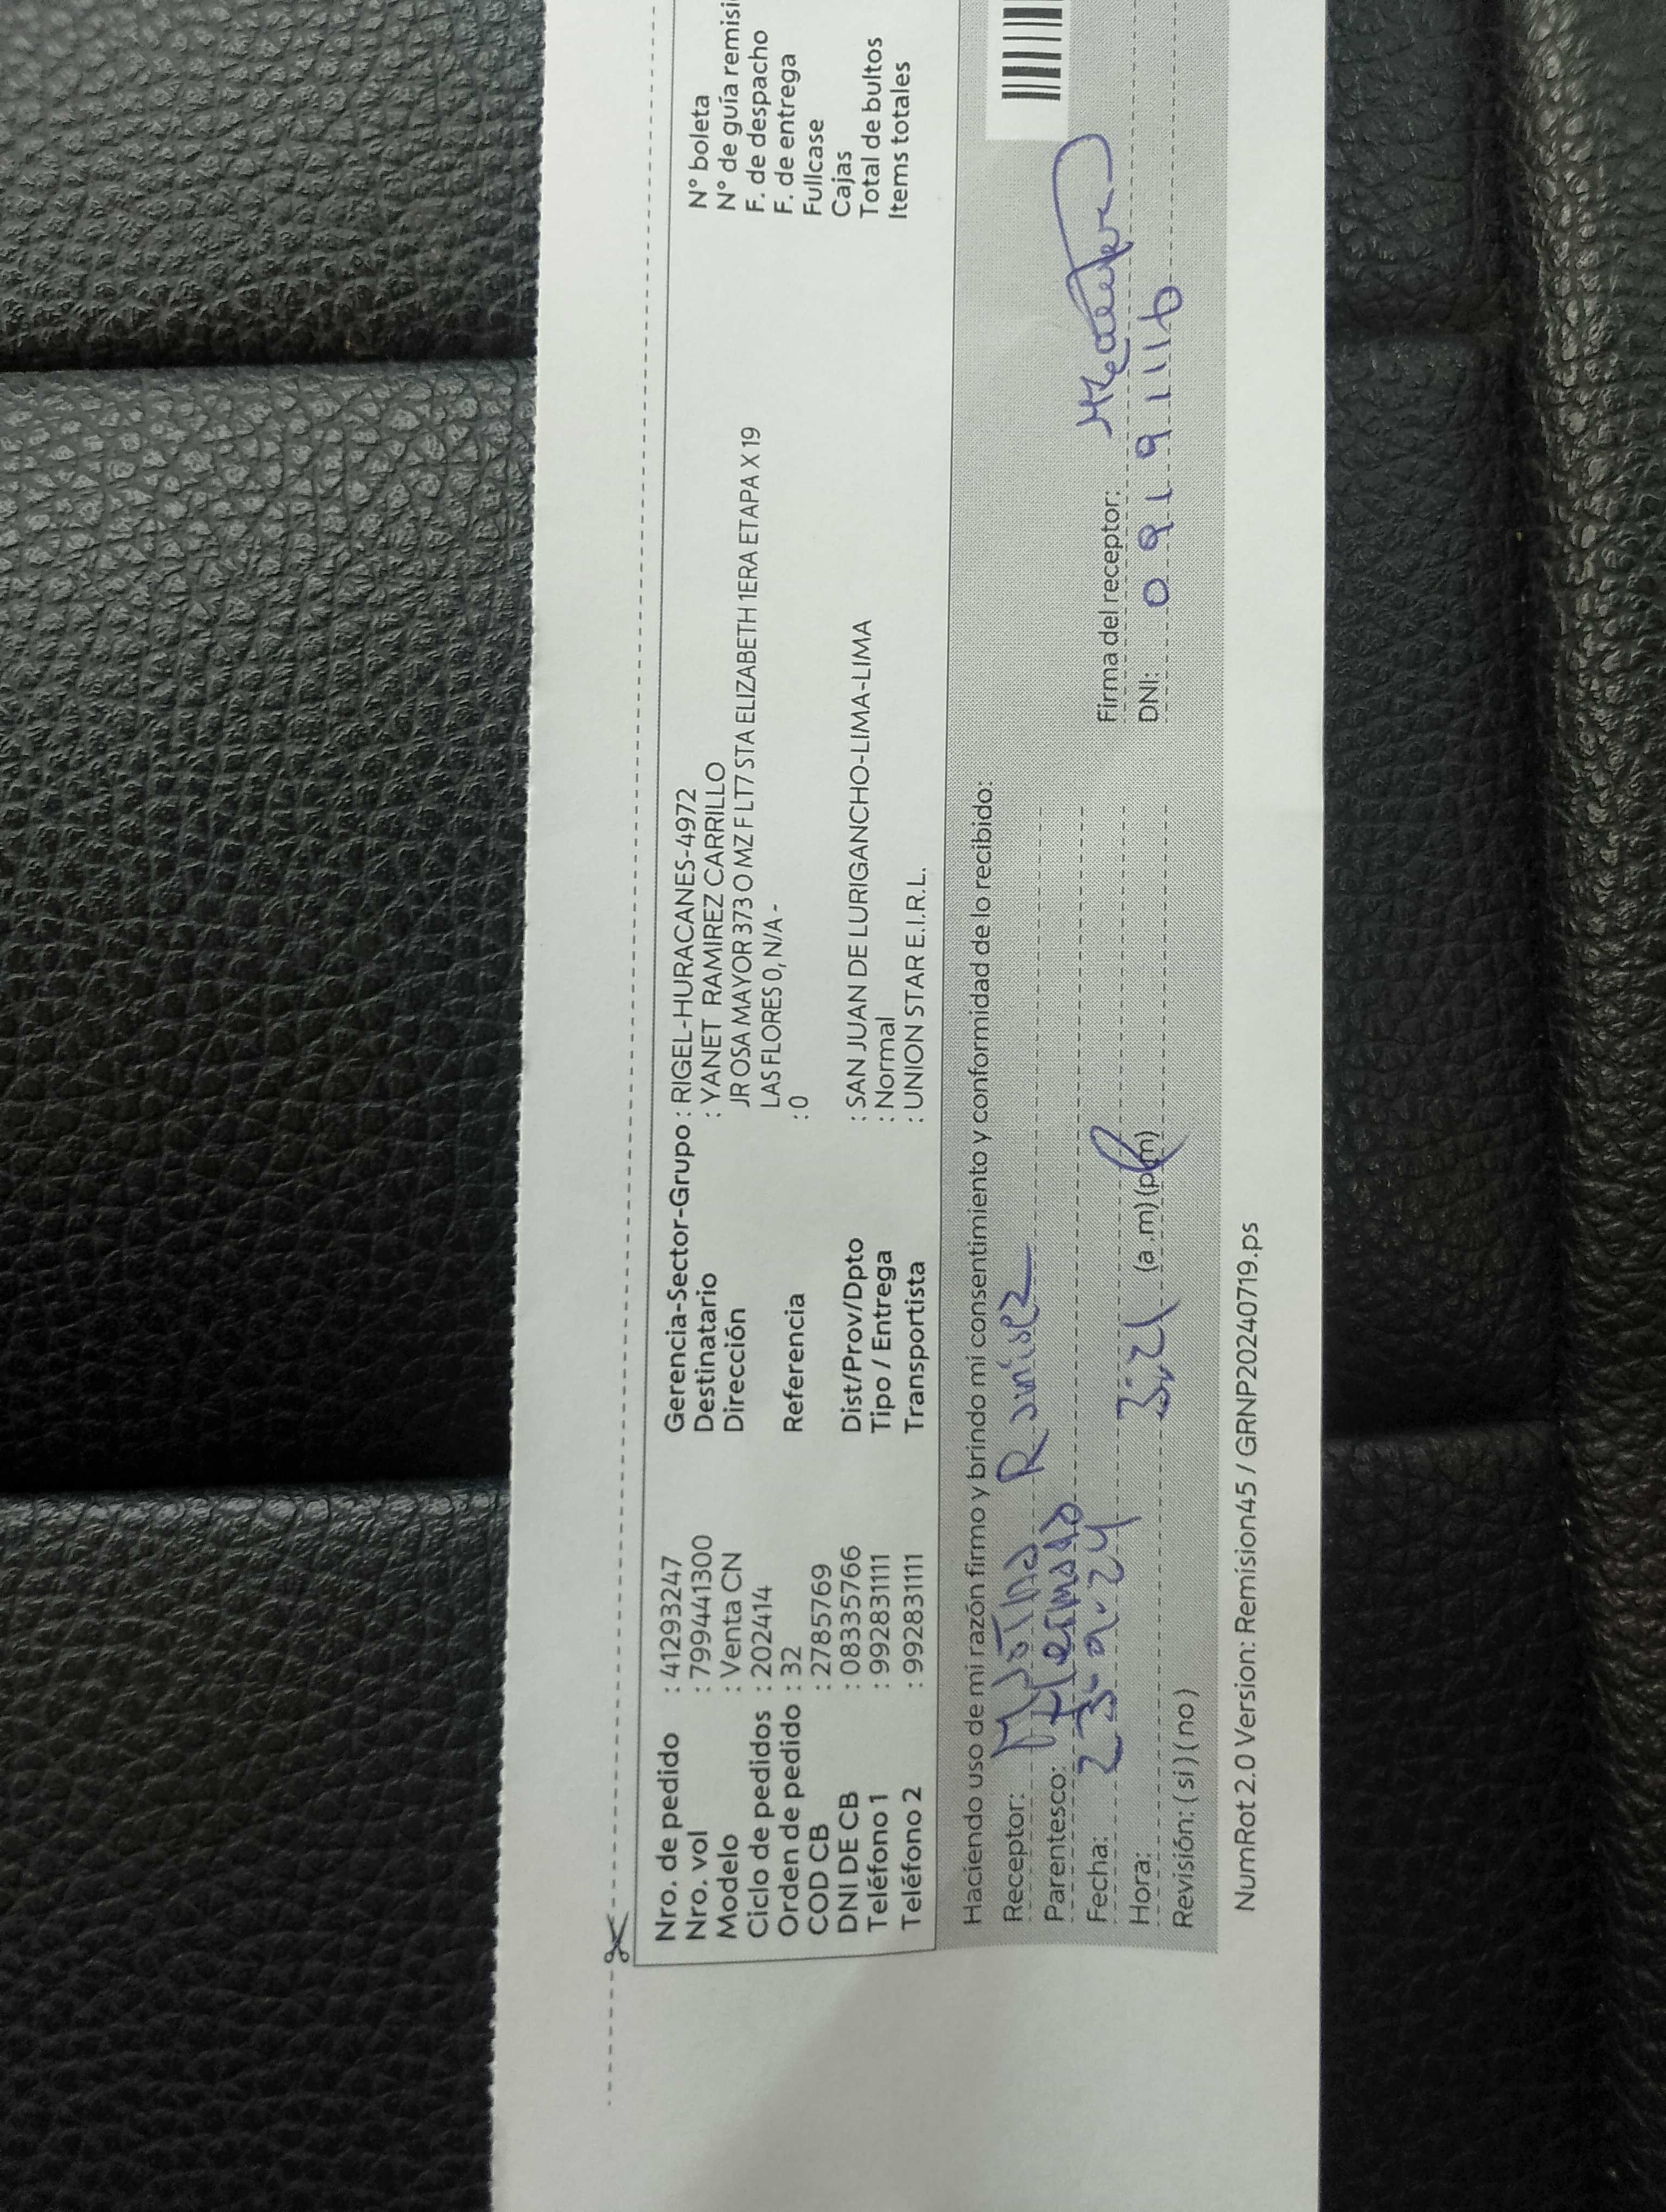 Nro. de pedido : 41293247
Nro. vol : 799441300
Modelo : Venta CN
Ciclo de pedidos : 202414
Orden de pedido : 32
COD CB : 2785769
DNI DE CB : 08335766
Teléfono 1 : 992831111
Teléfono 2 : 992831111
Gerencia-Sector-Grupo : RIGEL-HURACANES-4972
Destinatario : YANET RAMIREZ CARRILLO
Dirección JR OSA MAYOR 373 O MZ F LT7 STA ELIZABETH 1ERA ETAPA X 19
LAS FLORES 0, N/A -
Referencia : 0
Dist/Prov/Dpto : SAN JUAN DE LURIGANCHO-LIMA-LIMA
Tipo / Entrega : Normal
Transportista : UNION STAR E.I.R.L.
N° boleta
N° de guía remisi
F. de despacho
F. de entrega
Fullcase
Cajas
Total de bultos
Items totales
Haciendo uso de mi razón firmo y brindo mi consentimiento y conformidad de lo recibido:
Receptor: Ramirez
Parentesco: Hermana
Fecha: 23-9-24
Hora: 3:21 (a .m) (p.m)
Revisión: ( si ) ( no )
Firma del receptor:
DNI: 09191116
NumRot 2.0 Version: Remision45 / GRNP20240719.ps